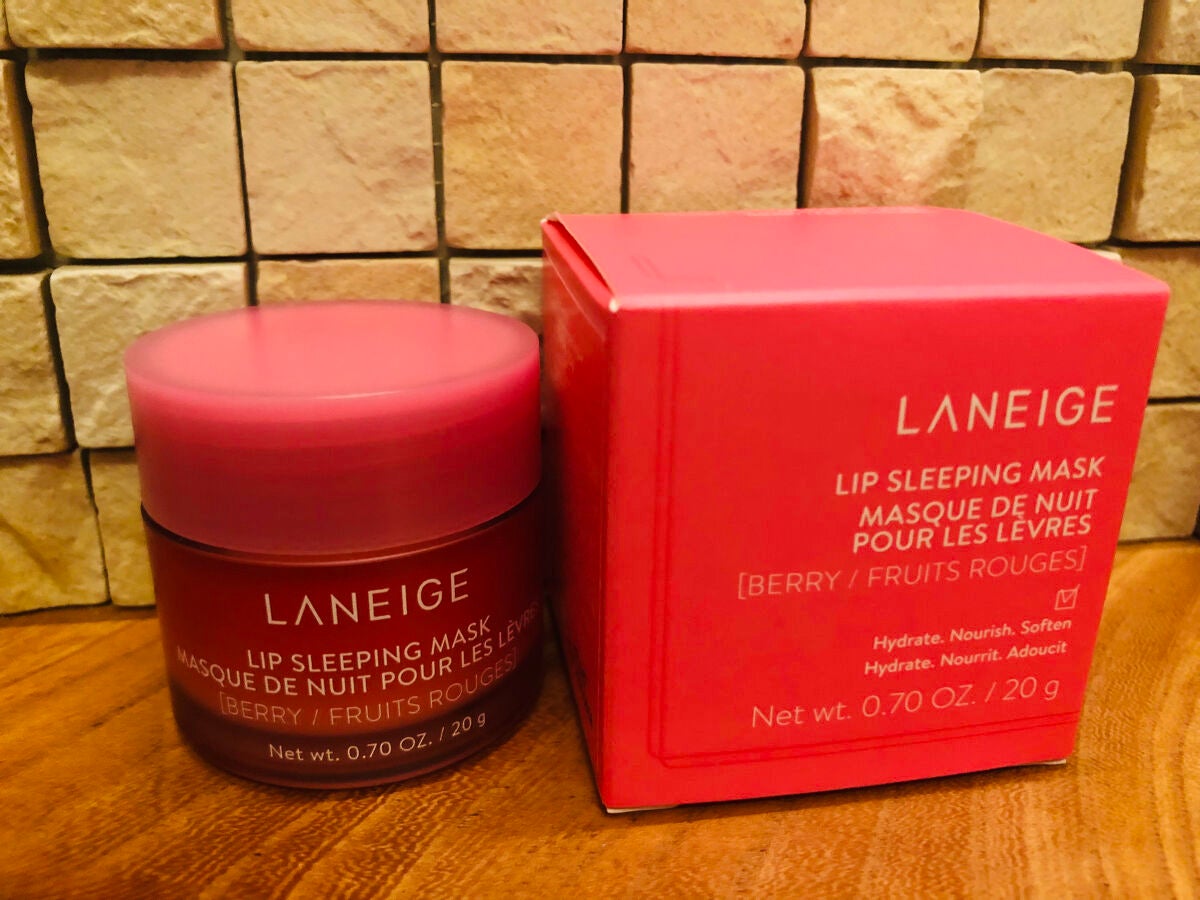 LANEIGE
LIP SLEEPING MASK
MASQUE DE NUIT POUR LES LÈVRES
[BERRY / FRUITS ROUGES]
Net wt. 0.70 OZ. / 20 g
LANEIGE
LIP SLEEPING MASK
MASQUE DE NUIT
POUR LES LÈVRES
[BERRY / FRUITS ROUGES]
Hydrate. Nourish. Soften
Hydrate. Nourrit. Adoucit
Net wt. 0.70 OZ. / 20 g